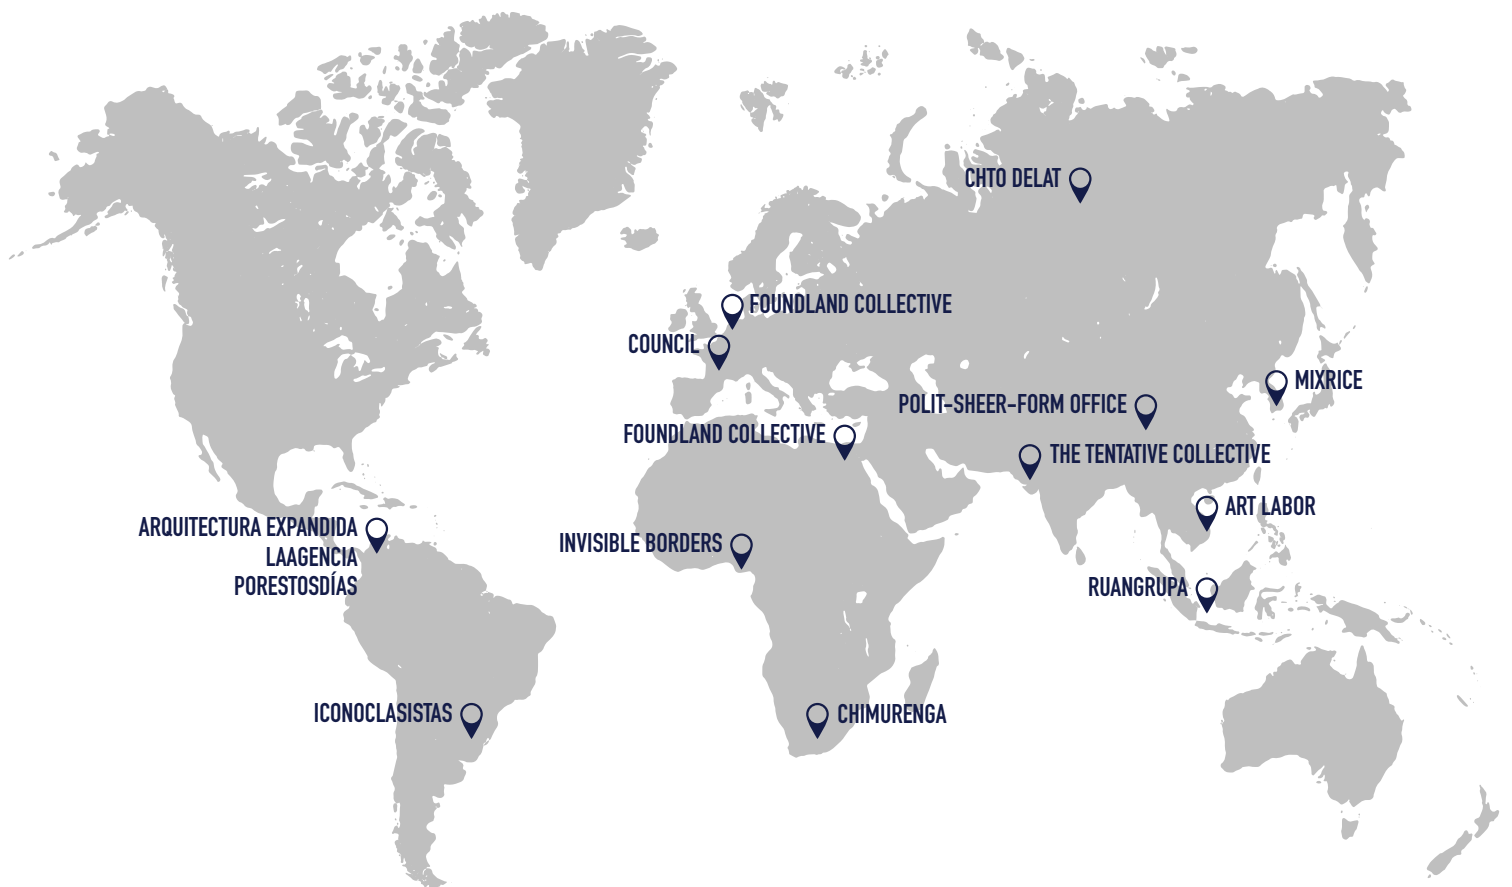 CHTO DELAT
FOUNDLAND COLLECTIVE
COUNCIL
MIXRICE
POLIT-SHEER-FORM OFFICE
FOUNDLAND COLLECTIVE
THE TENTATIVE COLLECTIVE
ART LABOR
ARQUITECTURA EXPANDIDA
LAAGENCIA
PORESTOSDÍAS
INVISIBLE BORDERS
RUANGRUPA
ICONOCLASISTAS
CHIMURENGA